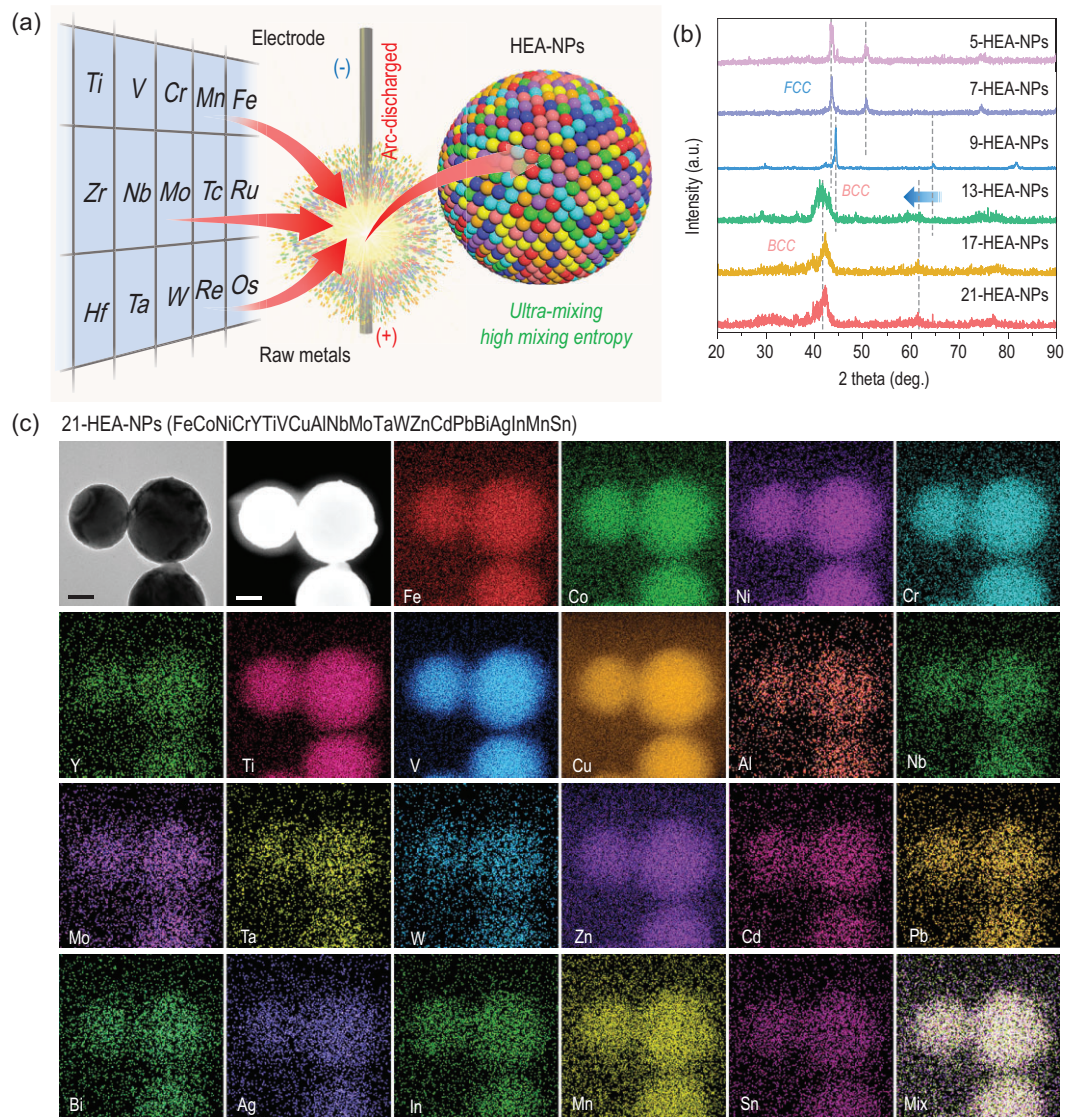 (a)
Electrode
(-)
Arc-discharged
HEA-NPs
Ti V Cr Mn Fe
Zr Nb Mo Tc Ru
Hf Ta W Re Os
(+)
Raw metals
Ultra-mixing
high mixing entropy
(b)
Intensity (a.u.)
5-HEA-NPs
FCC
7-HEA-NPs
9-HEA-NPs
BCC
13-HEA-NPs
BCC
17-HEA-NPs
21-HEA-NPs
20 30 40 50 60 70 80 90
2 theta (deg.)
(c)
21-HEA-NPs (FeCoNiCrYTiVCuAlNbMoTaWZnCdPbBiAgInMnSn)
Fe Co Ni Cr
Y Ti V Cu Al Nb
Mo Ta W Zn Cd Pb
Bi Ag In Mn Sn Mix